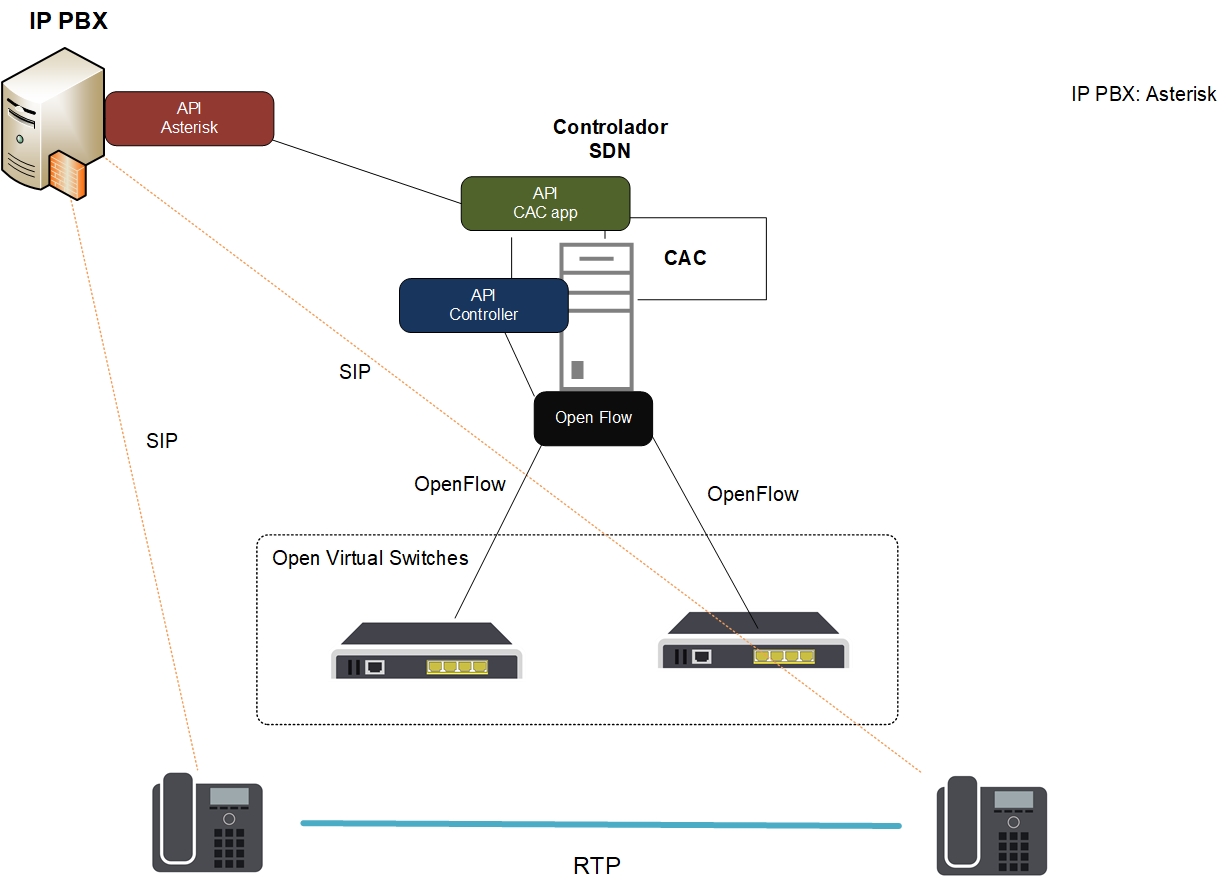 IP PBX
API
Asterisk
IP PBX: Asterisk
Controlador
SDN
API
CAC app
CAC
API
Controller
SIP
Open Flow
SIP
OpenFlow
OpenFlow
Open Virtual Switches
RTP